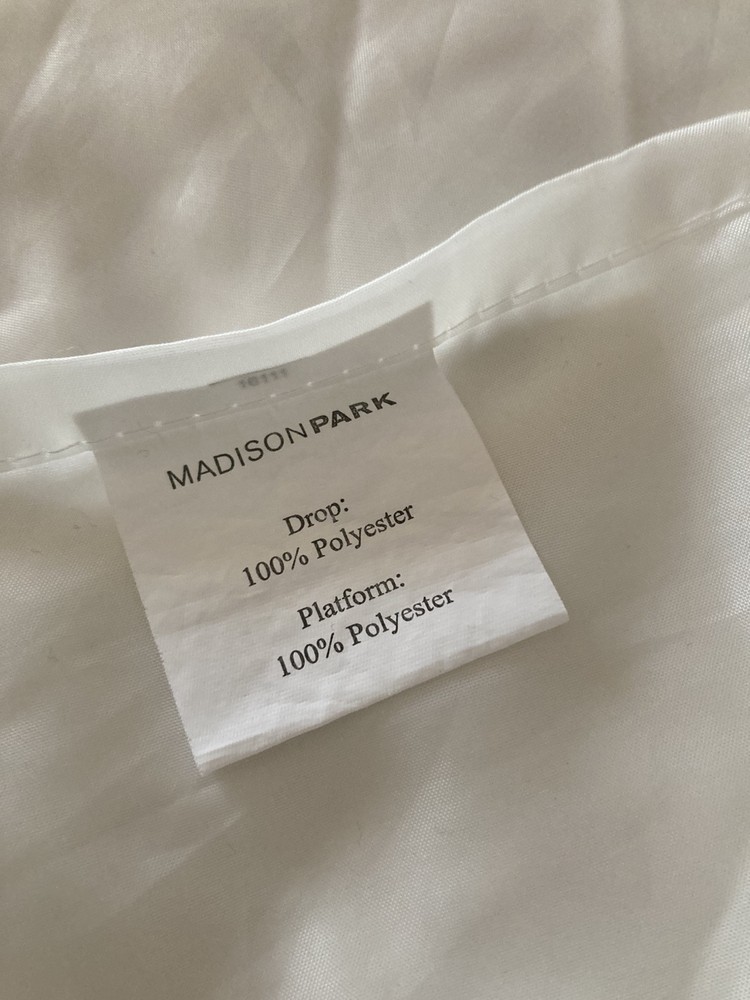 MADISONPARK
Drop:
100% Polyester
Platform:
100% Polyester